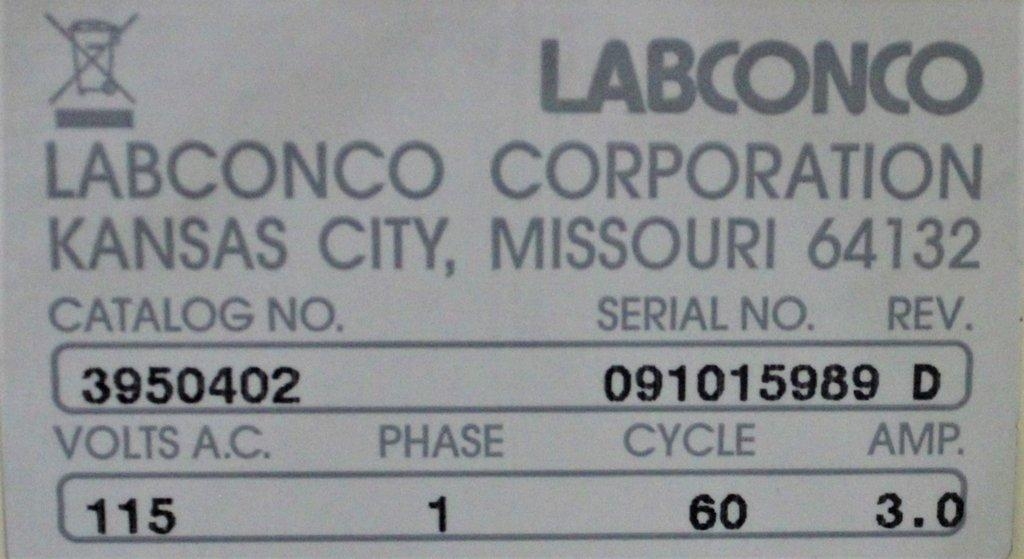 LABCONCO
LABCONCO CORPORATION
KANSAS CITY, MISSOURI 64132
CATALOG NO. SERIAL NO. REV.
3950402 091015989 D
VOLTS A.C. PHASE CYCLE AMP.
115 1 60 3.0